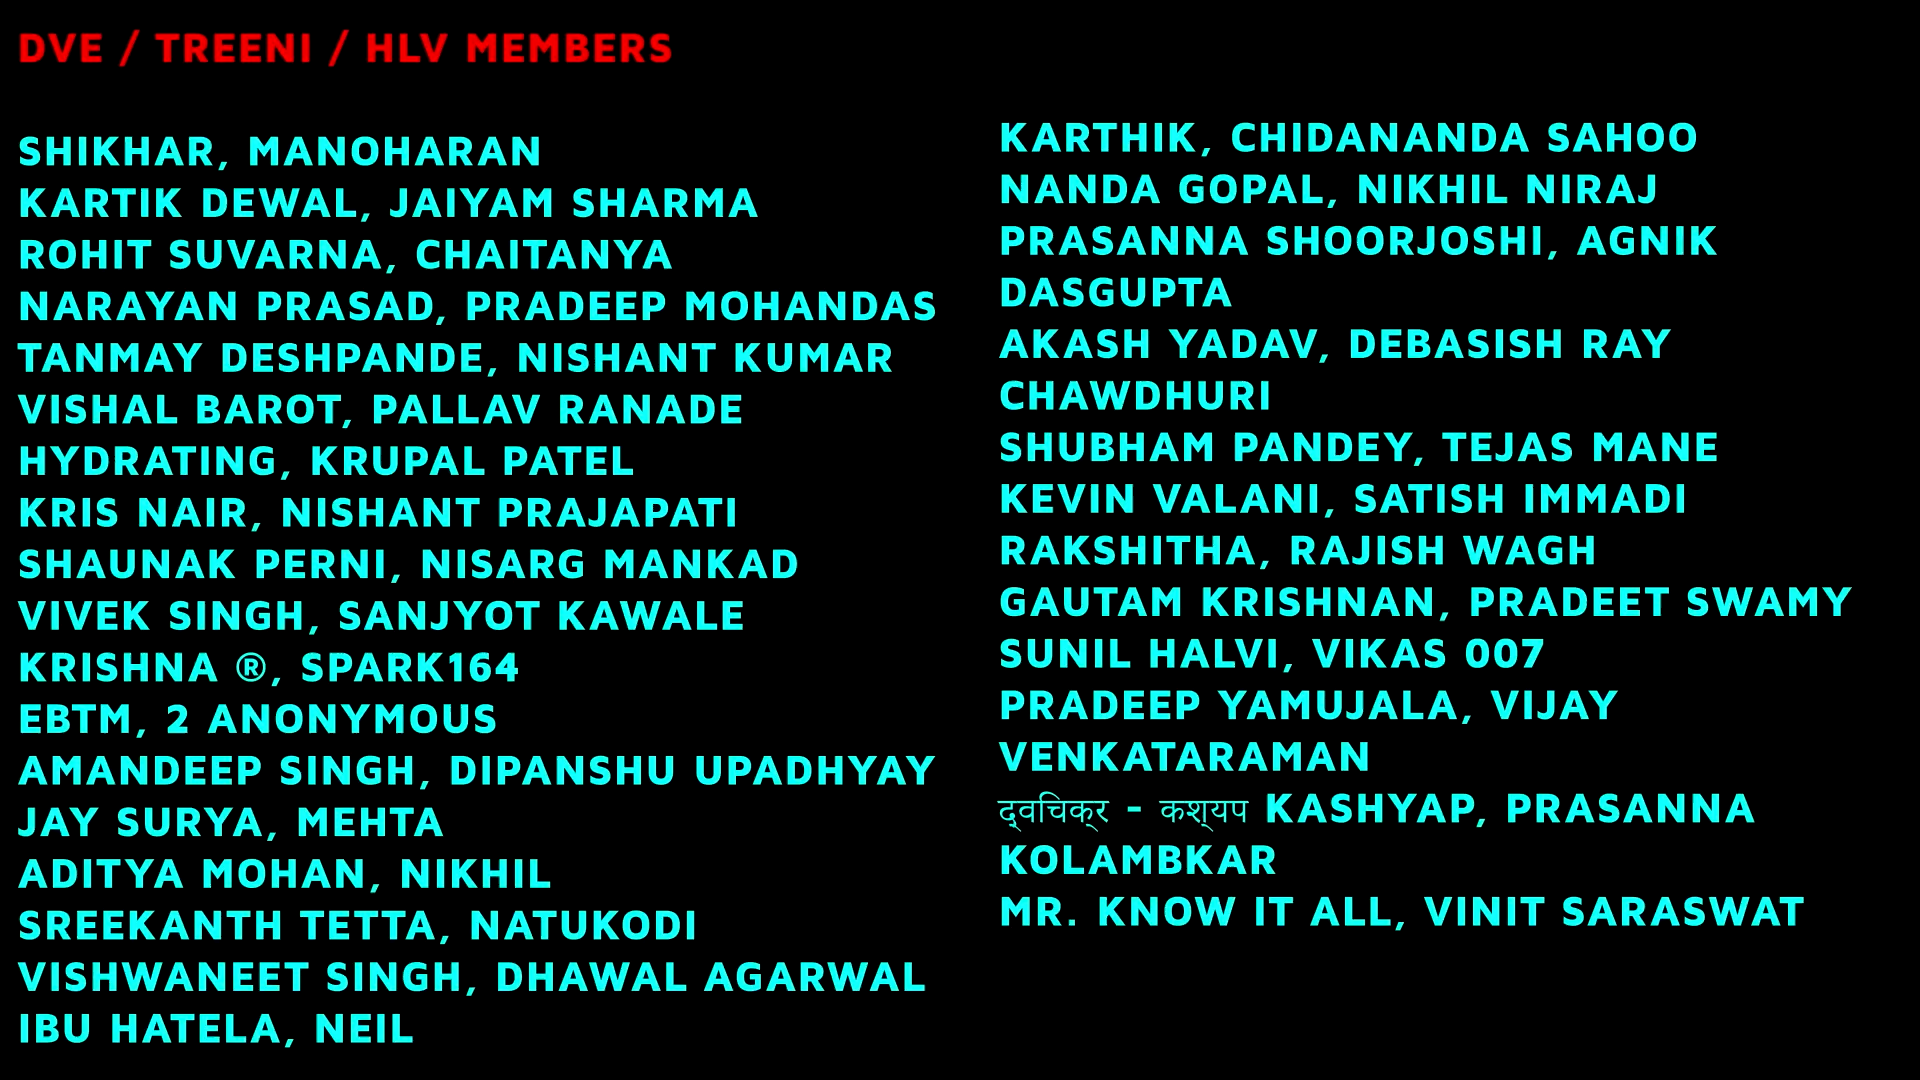 DVE / TREENI / HLV MEMBERS
SHIKHAR, MANOHARAN
KARTIK DEWAL, JAIYAM SHARMA
ROHIT SUVARNA, CHAITANYA
NARAYAN PRASAD, PRADEEP MOHANDAS
TANMAY DESHPANDE, NISHANT KUMAR
VISHAL BAROT, PALLAV RANADE
HYDRATING, KRUPAL PATEL
KRIS NAIR, NISHANT PRAJAPATI
SHAUNAK PERNI, NISARG MANKAD
VIVEK SINGH, SANJYOT KAWALE
KRISHNA ®, SPARK164
EBTM, 2 ANONYMOUS
AMANDEEP SINGH, DIPANSHU UPADHYAY
JAY SURYA, MEHTA
ADITYA MOHAN, NIKHIL
SREEKANTH TETTA, NATUKODI
VISHWANEET SINGH, DHAWAL AGARWAL
IBU HATELA, NEIL
KARTHIK, CHIDANANDA SAHOO
NANDA GOPAL, NIKHIL NIRAJ
PRASANNA SHOORJOSHI, AGNIK
DASGUPTA
AKASH YADAV, DEBASISH RAY
CHAWDHURI
SHUBHAM PANDEY, TEJAS MANE
KEVIN VALANI, SATISH IMMADI
RAKSHITHA, RAJISH WAGH
GAUTAM KRISHNAN, PRADEET SWAMY
SUNIL HALVI, VIKAS 007
PRADEEP YAMUJALA, VIJAY
VENKATARAMAN
द्वचिक्र - कश्यप KASHYAP, PRASANNA
KOLAMBKAR
MR. KNOW IT ALL, VINIT SARASWAT